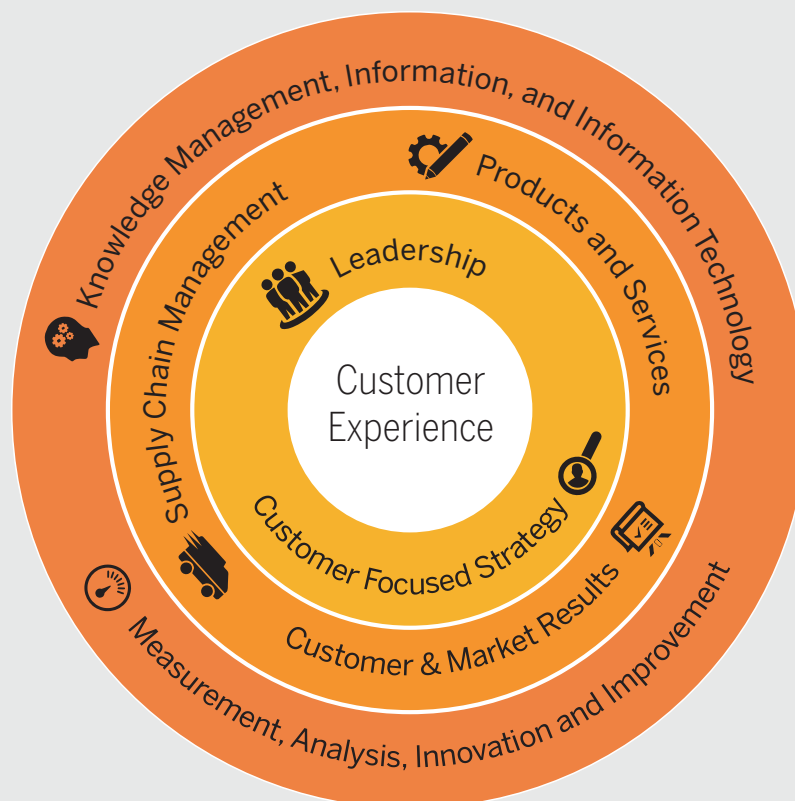 Knowledge Management, Information, and Information Technology
Products and Services
Supply Chain Management
Leadership
Customer
Experience
Customer Focused Strategy
Customer & Market Results
Measurement, Analysis, Innovation and Improvement